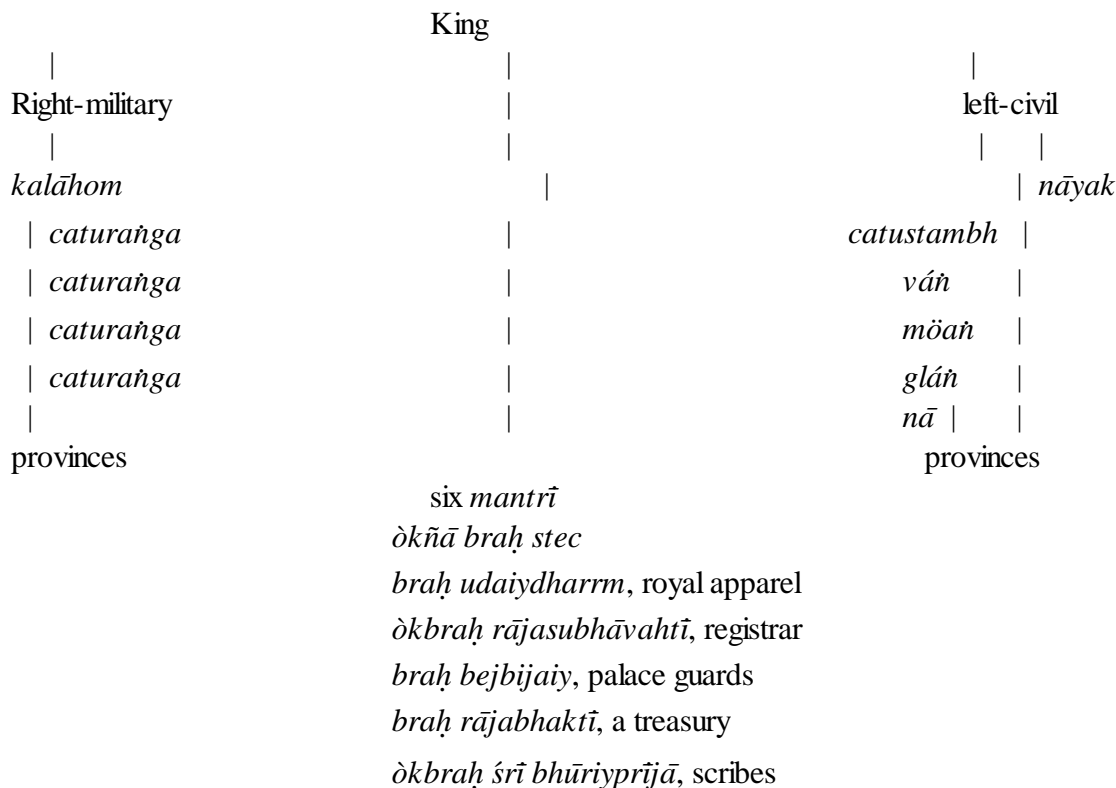 King
| | |
Right-military | left-civil
| | | |
kalāhom | | nāyak
| caturaṅga | catustambh |
| caturaṅga | váṅ |
| caturaṅga | möaṅ |
| caturaṅga | gláṅ |
| | nā | |
provinces provinces
six mantrī
òkñā braḥ stec
braḥ udaiydharrm, royal apparel
òkbraḥ rājasubhāvahtī, registrar
braḥ bejbijaiy, palace guards
braḥ rājabhaktī, a treasury
òkbraḥ śrī bhūriyprījā, scribes